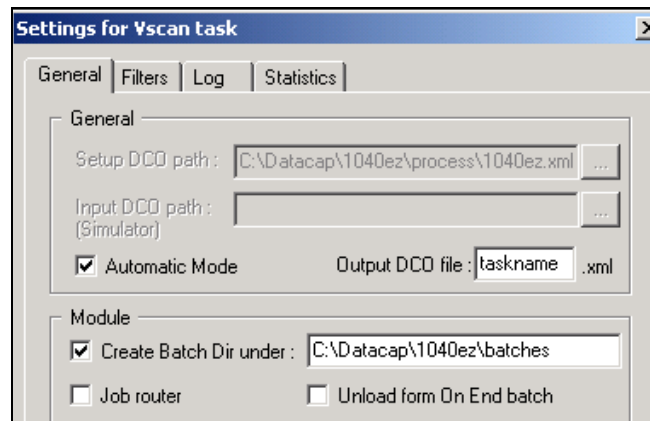 Settings for Vscan task
General Filters Log Statistics
General
Setup DCO path : C:\Datacap\1040ez\process\1040ez.xml ...
Input DCO path : ...
(Simulator)
Automatic Mode Output DCO file : taskname .xml
Module
Create Batch Dir under : C:\Datacap\1040ez\batches
Job router Unload form On End batch